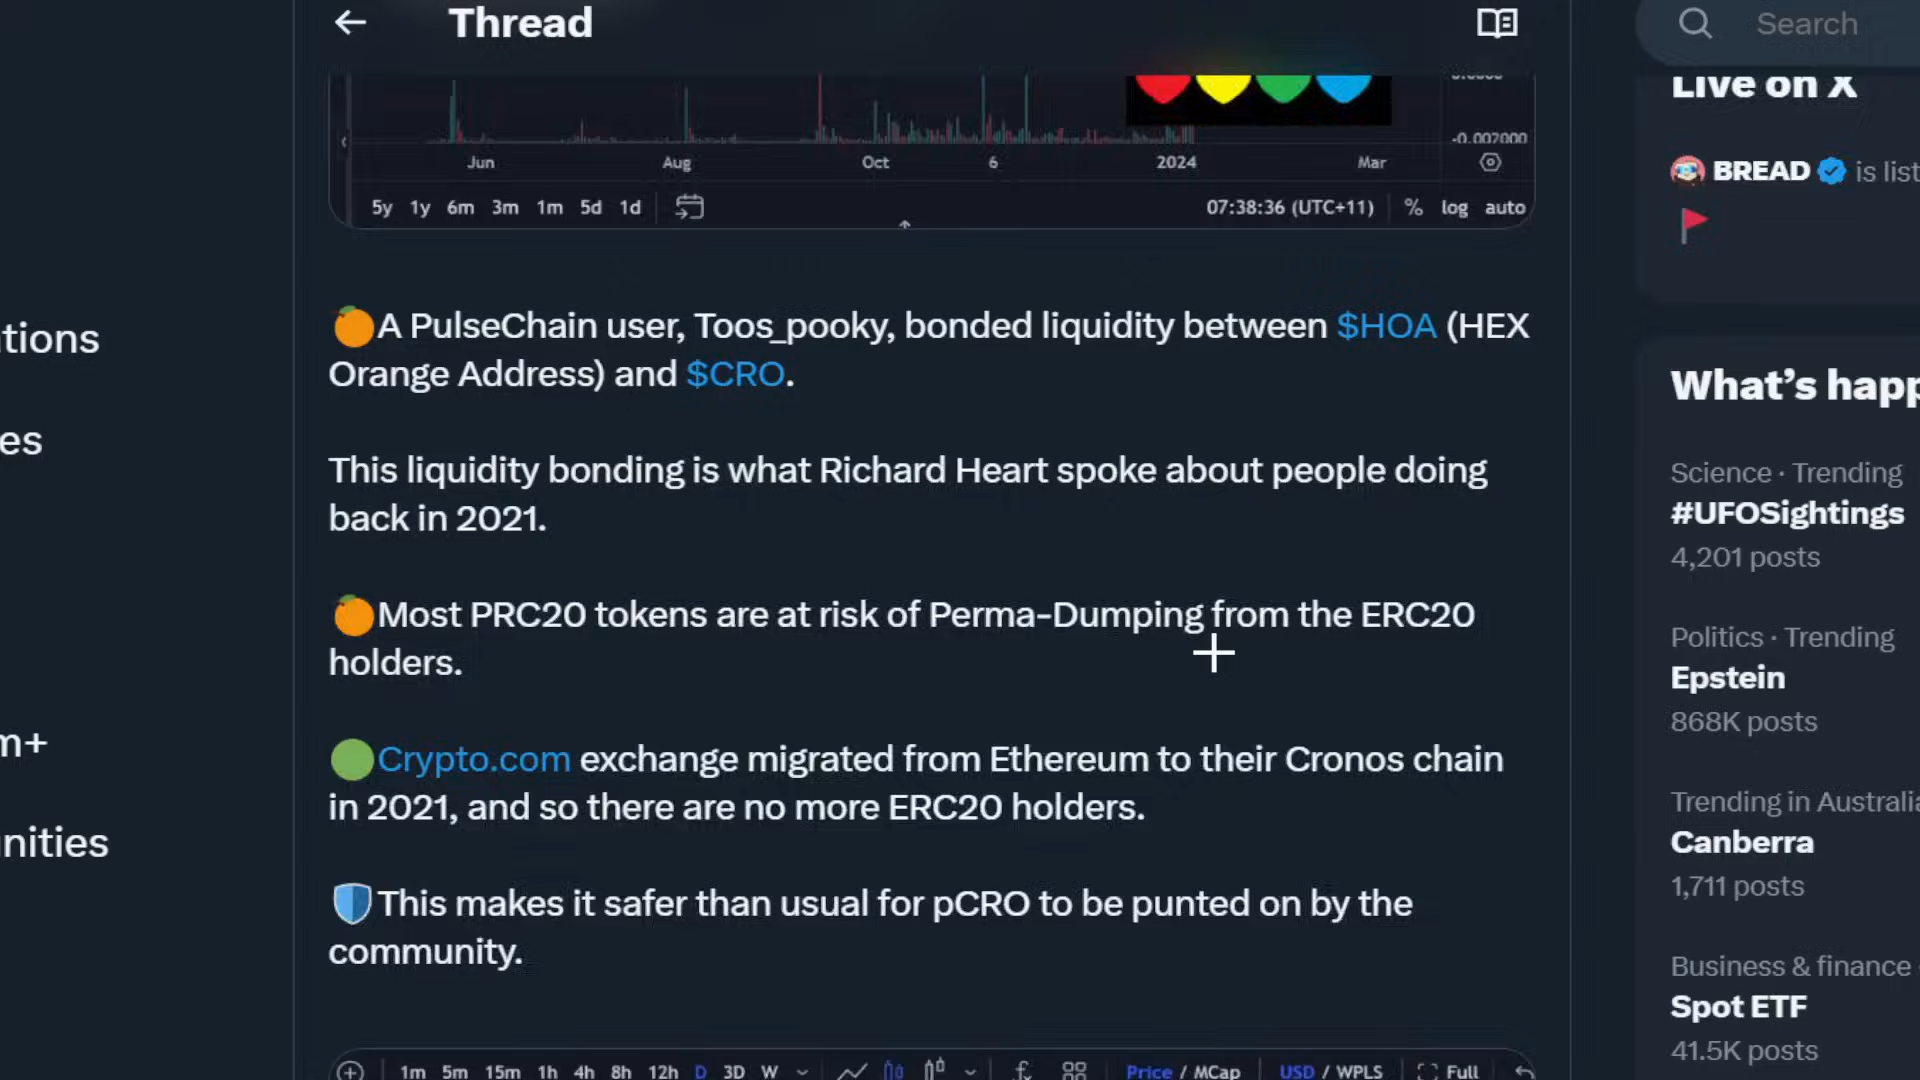 Thread
Search
-0.002000
Jun Aug Oct 6 2024 Mar
5y 1y 6m 3m 1m 5d 1d 07:38:36 (UTC+11) % log auto
A PulseChain user, Toos_pooky, bonded liquidity between $HOA (HEX
Orange Address) and $CRO.
This liquidity bonding is what Richard Heart spoke about people doing
back in 2021.
Most PRC20 tokens are at risk of Perma-Dumping from the ERC20
holders.
Crypto.com exchange migrated from Ethereum to their Cronos chain
in 2021, and so there are no more ERC20 holders.
This makes it safer than usual for pCRO to be punted on by the
community.
1m 5m 15m 1h 4h 8h 12h D 3D W Price / MCap USD / WPLS Full
tions
es
m+
nities
Live on X
BREAD is list
What's happ
Science · Trending
#UFOSightings
4,201 posts
Politics · Trending
Epstein
868K posts
Trending in Australia
Canberra
1,711 posts
Business & finance ·
Spot ETF
41.5K posts